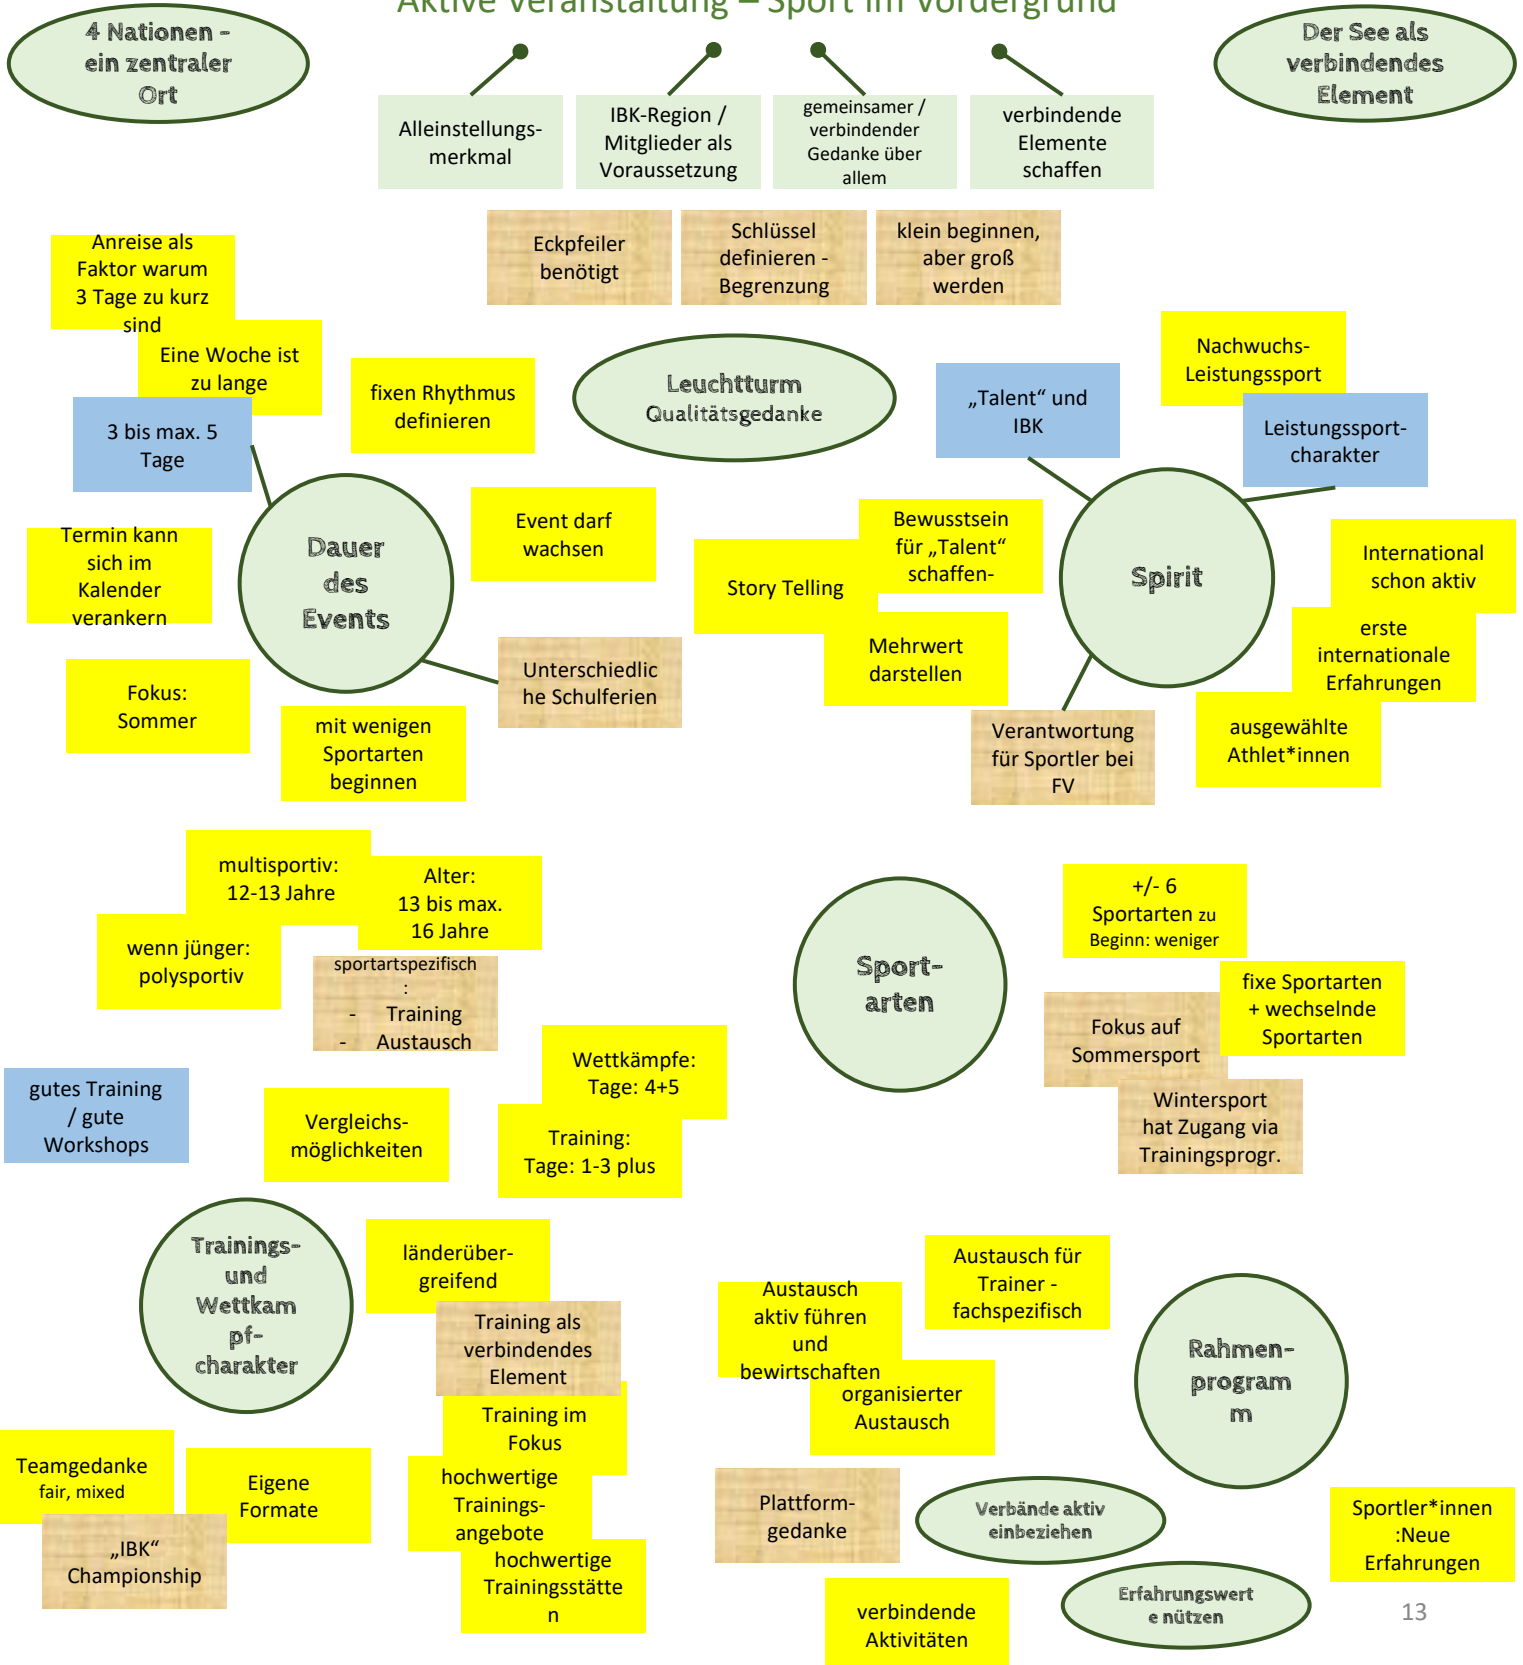 Aktive Veranstaltung – Sport im Vordergrund
4 Nationen -
ein zentraler
Ort
Der See als
verbindendes
Element
Alleinstellungs-
merkmal
IBK-Region /
Mitglieder als
Voraussetzung
gemeinsamer /
verbindender
Gedanke über
allem
verbindende
Elemente
schaffen
Eckpfeiler
benötigt
Schlüssel
definieren -
Begrenzung
klein beginnen,
aber groß
werden
Anreise als
Faktor warum
3 Tage zu kurz
sind
Eine Woche ist
zu lange
3 bis max. 5
Tage
fixen Rhythmus
definieren
Leuchtturm
Qualitätsgedanke
„Talent“ und
IBK
Nachwuchs-
Leistungssport
Leistungssport-
charakter
Dauer
des
Events
Event darf
wachsen
Termin kann
sich im
Kalender
verankern
Fokus:
Sommer
mit wenigen
Sportarten
beginnen
Unterschiedlic
he Schulferien
Story Telling
Bewusstsein
für „Talent“
schaffen-
Mehrwert
darstellen
Spirit
International
schon aktiv
erste
internationale
Erfahrungen
ausgewählte
Athlet*innen
Verantwortung
für Sportler bei
FV
multisportiv:
12-13 Jahre
Alter:
13 bis max.
16 Jahre
wenn jünger:
polysportiv
sportartspezifisch
:
- Training
- Austausch
Wettkämpfe:
Tage: 4+5
Training:
Tage: 1-3 plus
gutes Training
/ gute
Workshops
Vergleichs-
möglichkeiten
Sport-
arten
+/- 6
Sportarten zu
Beginn: weniger
fixe Sportarten
+ wechselnde
Sportarten
Fokus auf
Sommersport
Wintersport
hat Zugang via
Trainingsprogr.
Trainings-
und
Wettkam
pf-
charakter
länderüber-
greifend
Training als
verbindendes
Element
Training im
Fokus
hochwertige
Trainings-
angebote
hochwertige
Trainingsstätte
n
Teamgedanke
fair, mixed
Eigene
Formate
„IBK“
Championship
Austausch für
Trainer -
fachspezifisch
Austausch
aktiv führen
und
bewirtschaften
organisierter
Austausch
Rahmen-
program
m
Plattform-
gedanke
Verbände aktiv
einbeziehen
Erfahrungswert
e nützen
verbindende
Aktivitäten
Sportler*innen
:Neue
Erfahrungen
13